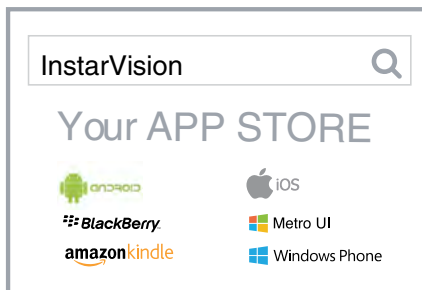 InstarVision
Your APP STORE
android
iOS
BlackBerry
Metro UI
amazonkindle
Windows Phone